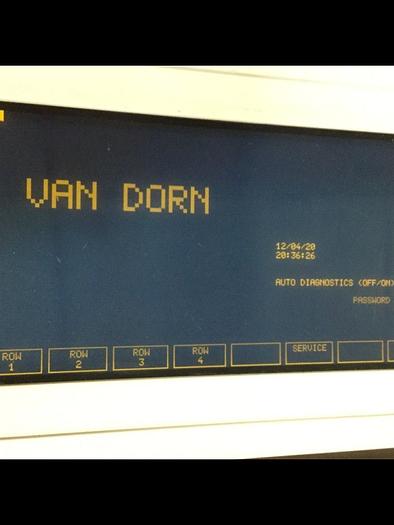 VAN DORN
12/04/20
20:36:26
AUTO DIAGNOSTICS (OFF/ON)
PASSWORD
ROW 1
ROW 2
ROW 3
ROW 4
SERVICE